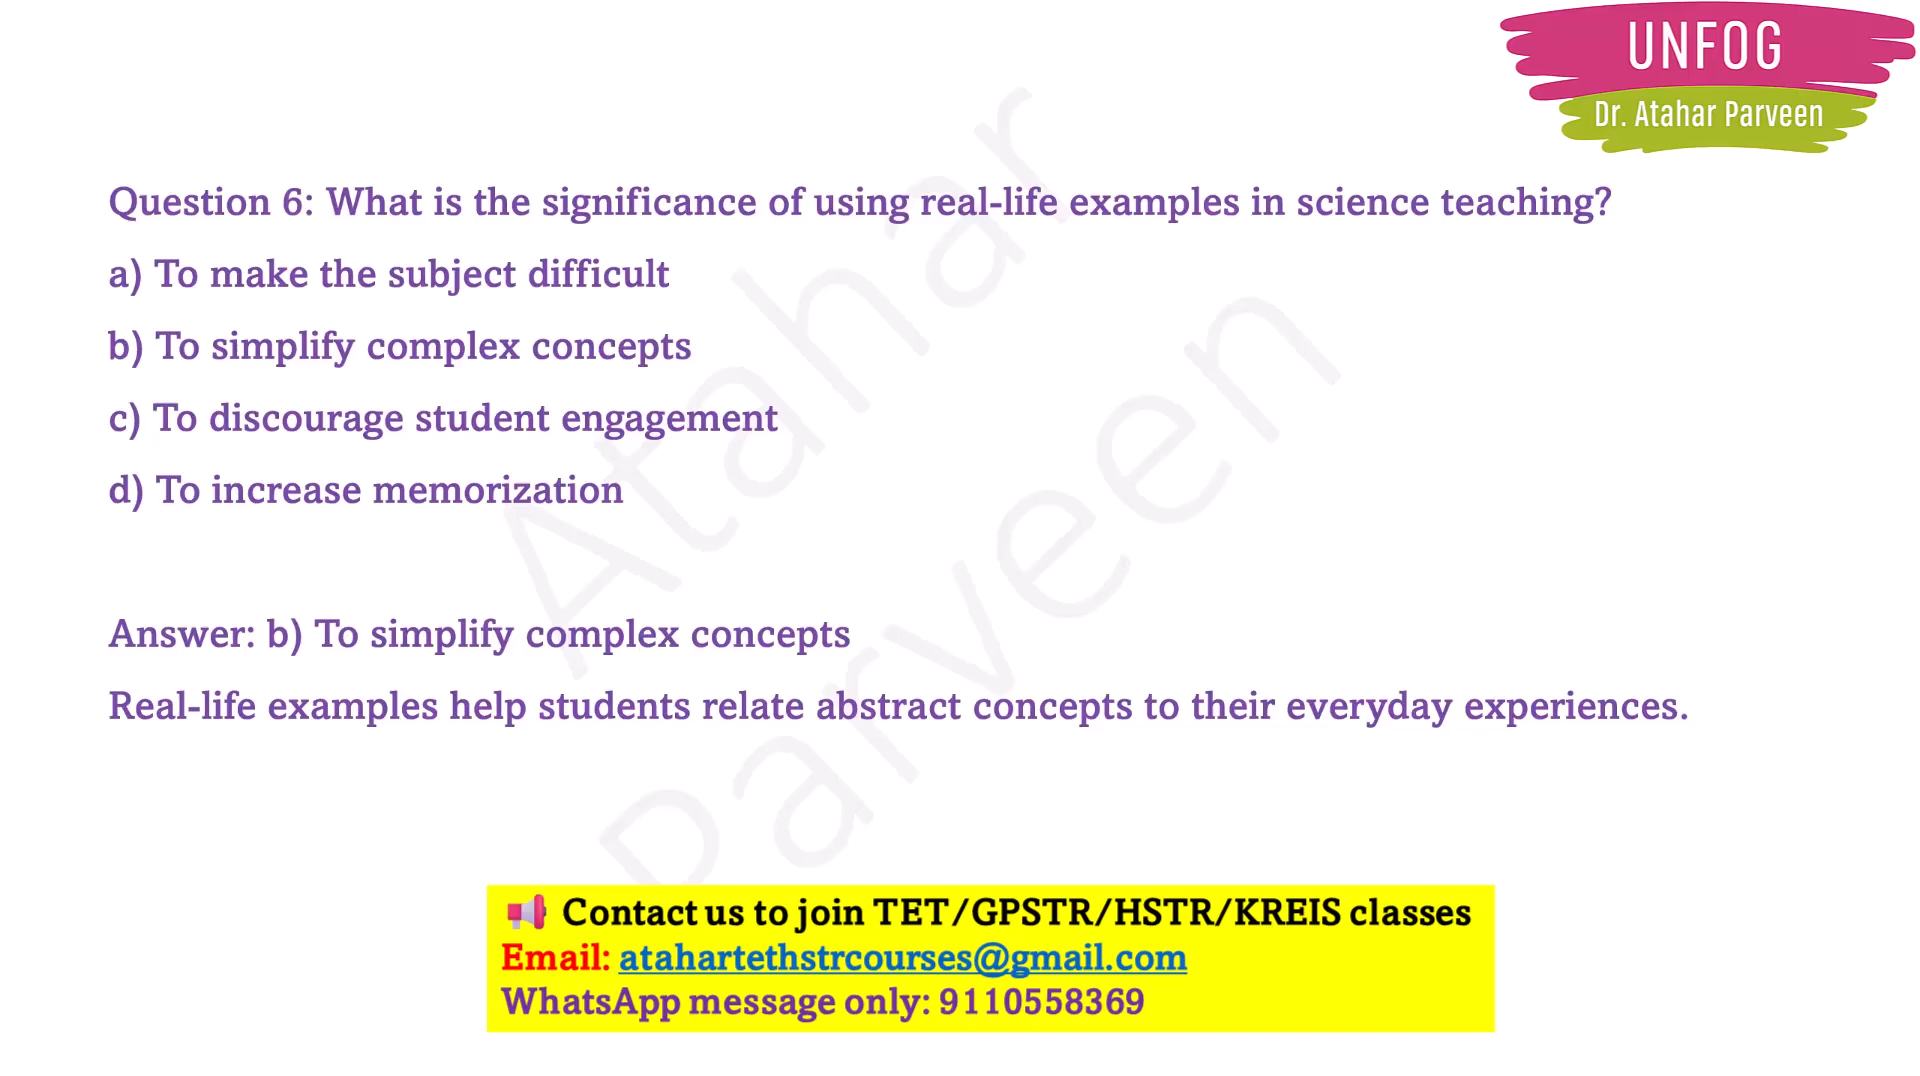 UNFOG
Dr. Atahar Parveen
Question 6: What is the significance of using real-life examples in science teaching?
a) To make the subject difficult
b) To simplify complex concepts
c) To discourage student engagement
d) To increase memorization
Answer: b) To simplify complex concepts
Real-life examples help students relate abstract concepts to their everyday experiences.
Atahar
Parveen
Contact us to join TET/GPSTR/HSTR/KREIS classes
Email: atahartethstrcourses@gmail.com
WhatsApp message only: 9110558369